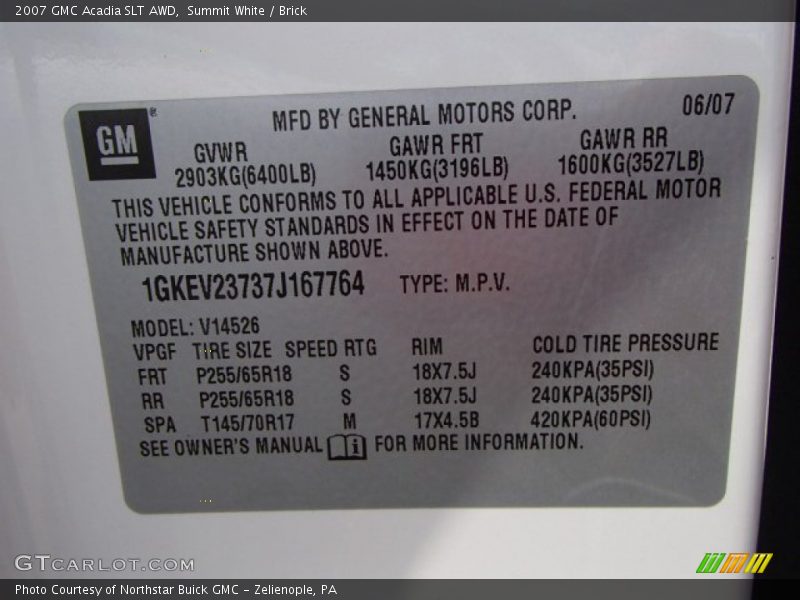 2007 GMC Acadia SLT AWD, Summit White / Brick
GM®
MFD BY GENERAL MOTORS CORP. 06/07
GVWR GAWR FRT GAWR RR
2903KG(6400LB) 1450KG(3196LB) 1600KG(3527LB)
THIS VEHICLE CONFORMS TO ALL APPLICABLE U.S. FEDERAL MOTOR
VEHICLE SAFETY STANDARDS IN EFFECT ON THE DATE OF
MANUFACTURE SHOWN ABOVE.
1GKEV23737J167764 TYPE: M.P.V.
MODEL: V14526
VPGF TIRE SIZE SPEED RTG RIM COLD TIRE PRESSURE
FRT P255/65R18 S 18X7.5J 240KPA(35PSI)
RR P255/65R18 S 18X7.5J 240KPA(35PSI)
SPA T145/70R17 M 17X4.5B 420KPA(60PSI)
SEE OWNER'S MANUAL i FOR MORE INFORMATION.
GTCARLOT.COM
Photo Courtesy of Northstar Buick GMC - Zelienople, PA